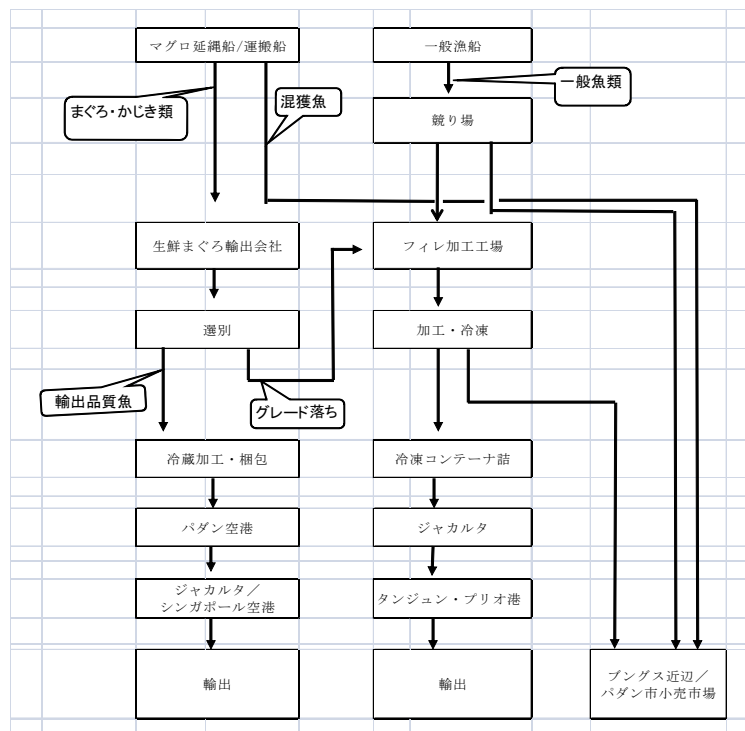 マグロ延縄船/運搬船
一般漁船
まぐろ・かじき類
混獲魚
一般魚類
競り場
生鮮まぐろ輸出会社
フィレ加工工場
選別
加工・冷凍
輸出品質魚
グレード落ち
冷蔵加工・梱包
冷凍コンテーナ詰
パダン空港
ジャカルタ
ジャカルタ／
シンガポール空港
タンジュン・プリオ港
輸出
輸出
ブングス近辺／
パダン市小売市場